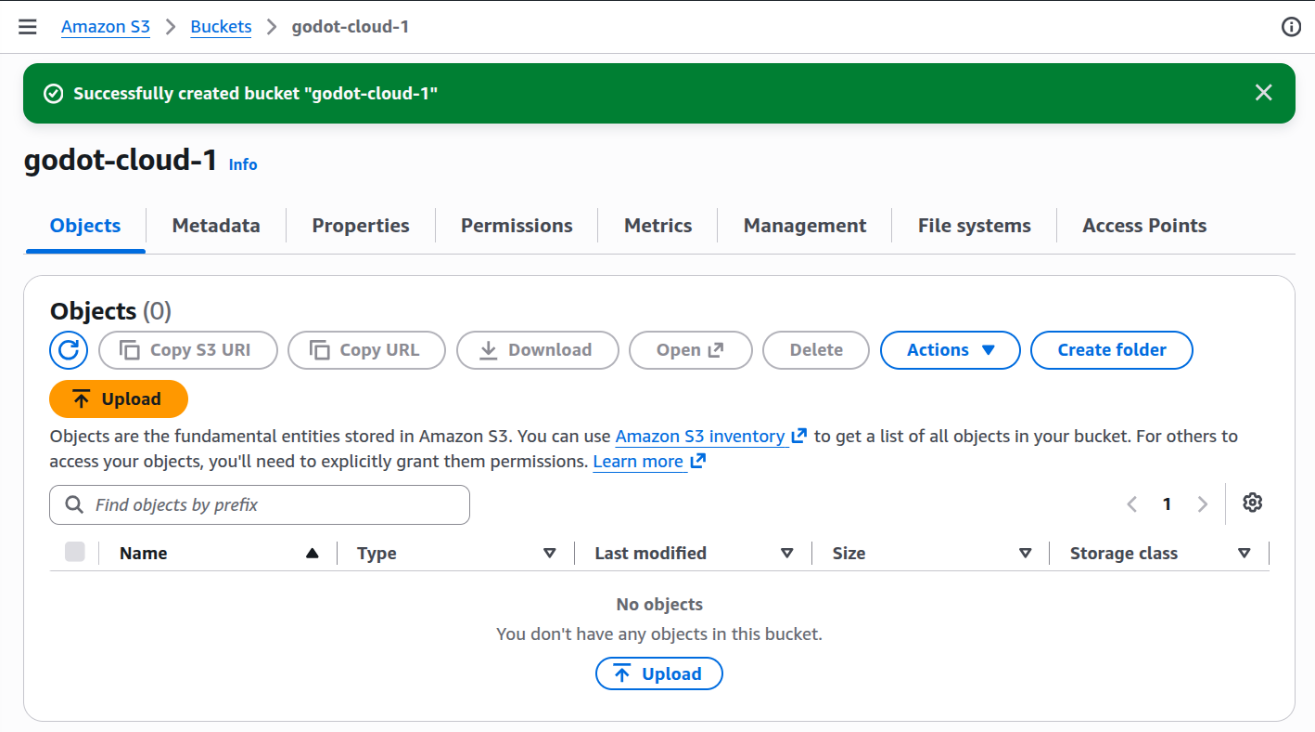 Amazon S3 > Buckets > godot-cloud-1
Successfully created bucket "godot-cloud-1"
godot-cloud-1 Info
Objects Metadata Properties Permissions Metrics Management File systems Access Points
Objects (0)
Copy S3 URI Copy URL Download Open Delete Actions Create folder
Upload
Objects are the fundamental entities stored in Amazon S3. You can use Amazon S3 inventory to get a list of all objects in your bucket. For others to
access your objects, you'll need to explicitly grant them permissions. Learn more
Find objects by prefix 1
Name Type Last modified Size Storage class
No objects
You don't have any objects in this bucket.
Upload